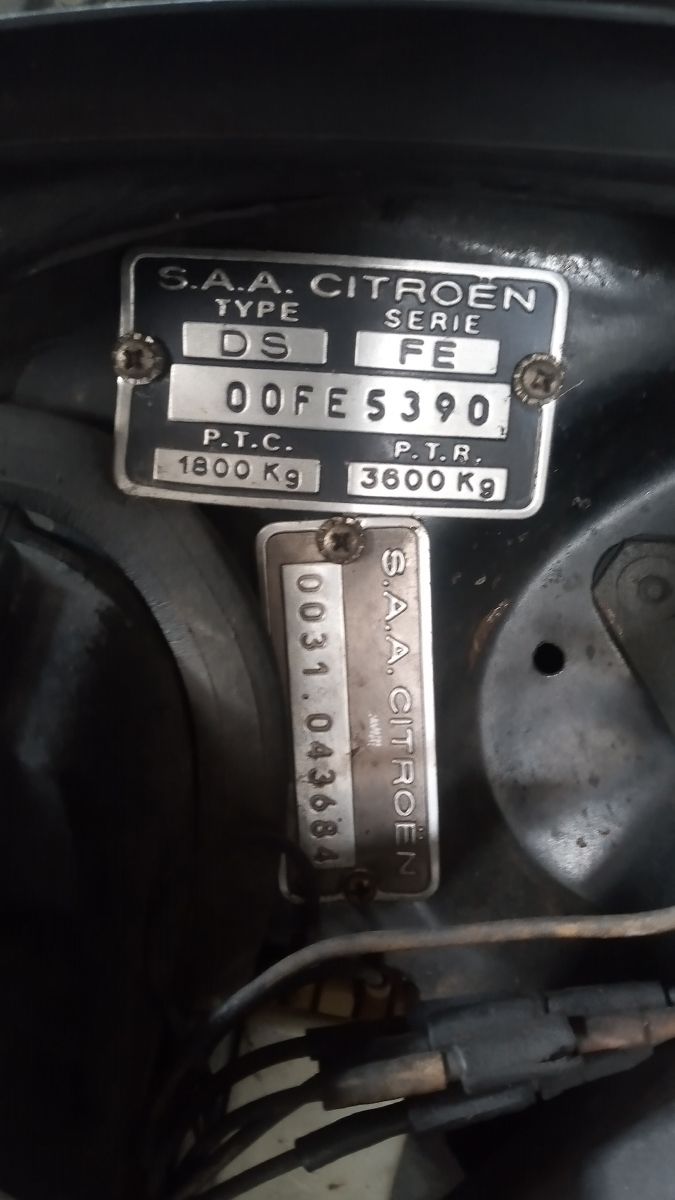 S.A.A. CITROËN
TYPE SERIE
DS FE
00FE5390
P.T.C. P.T.R.
1800 Kg 3600 Kg
S.A.A. CITROËN
0031.043684